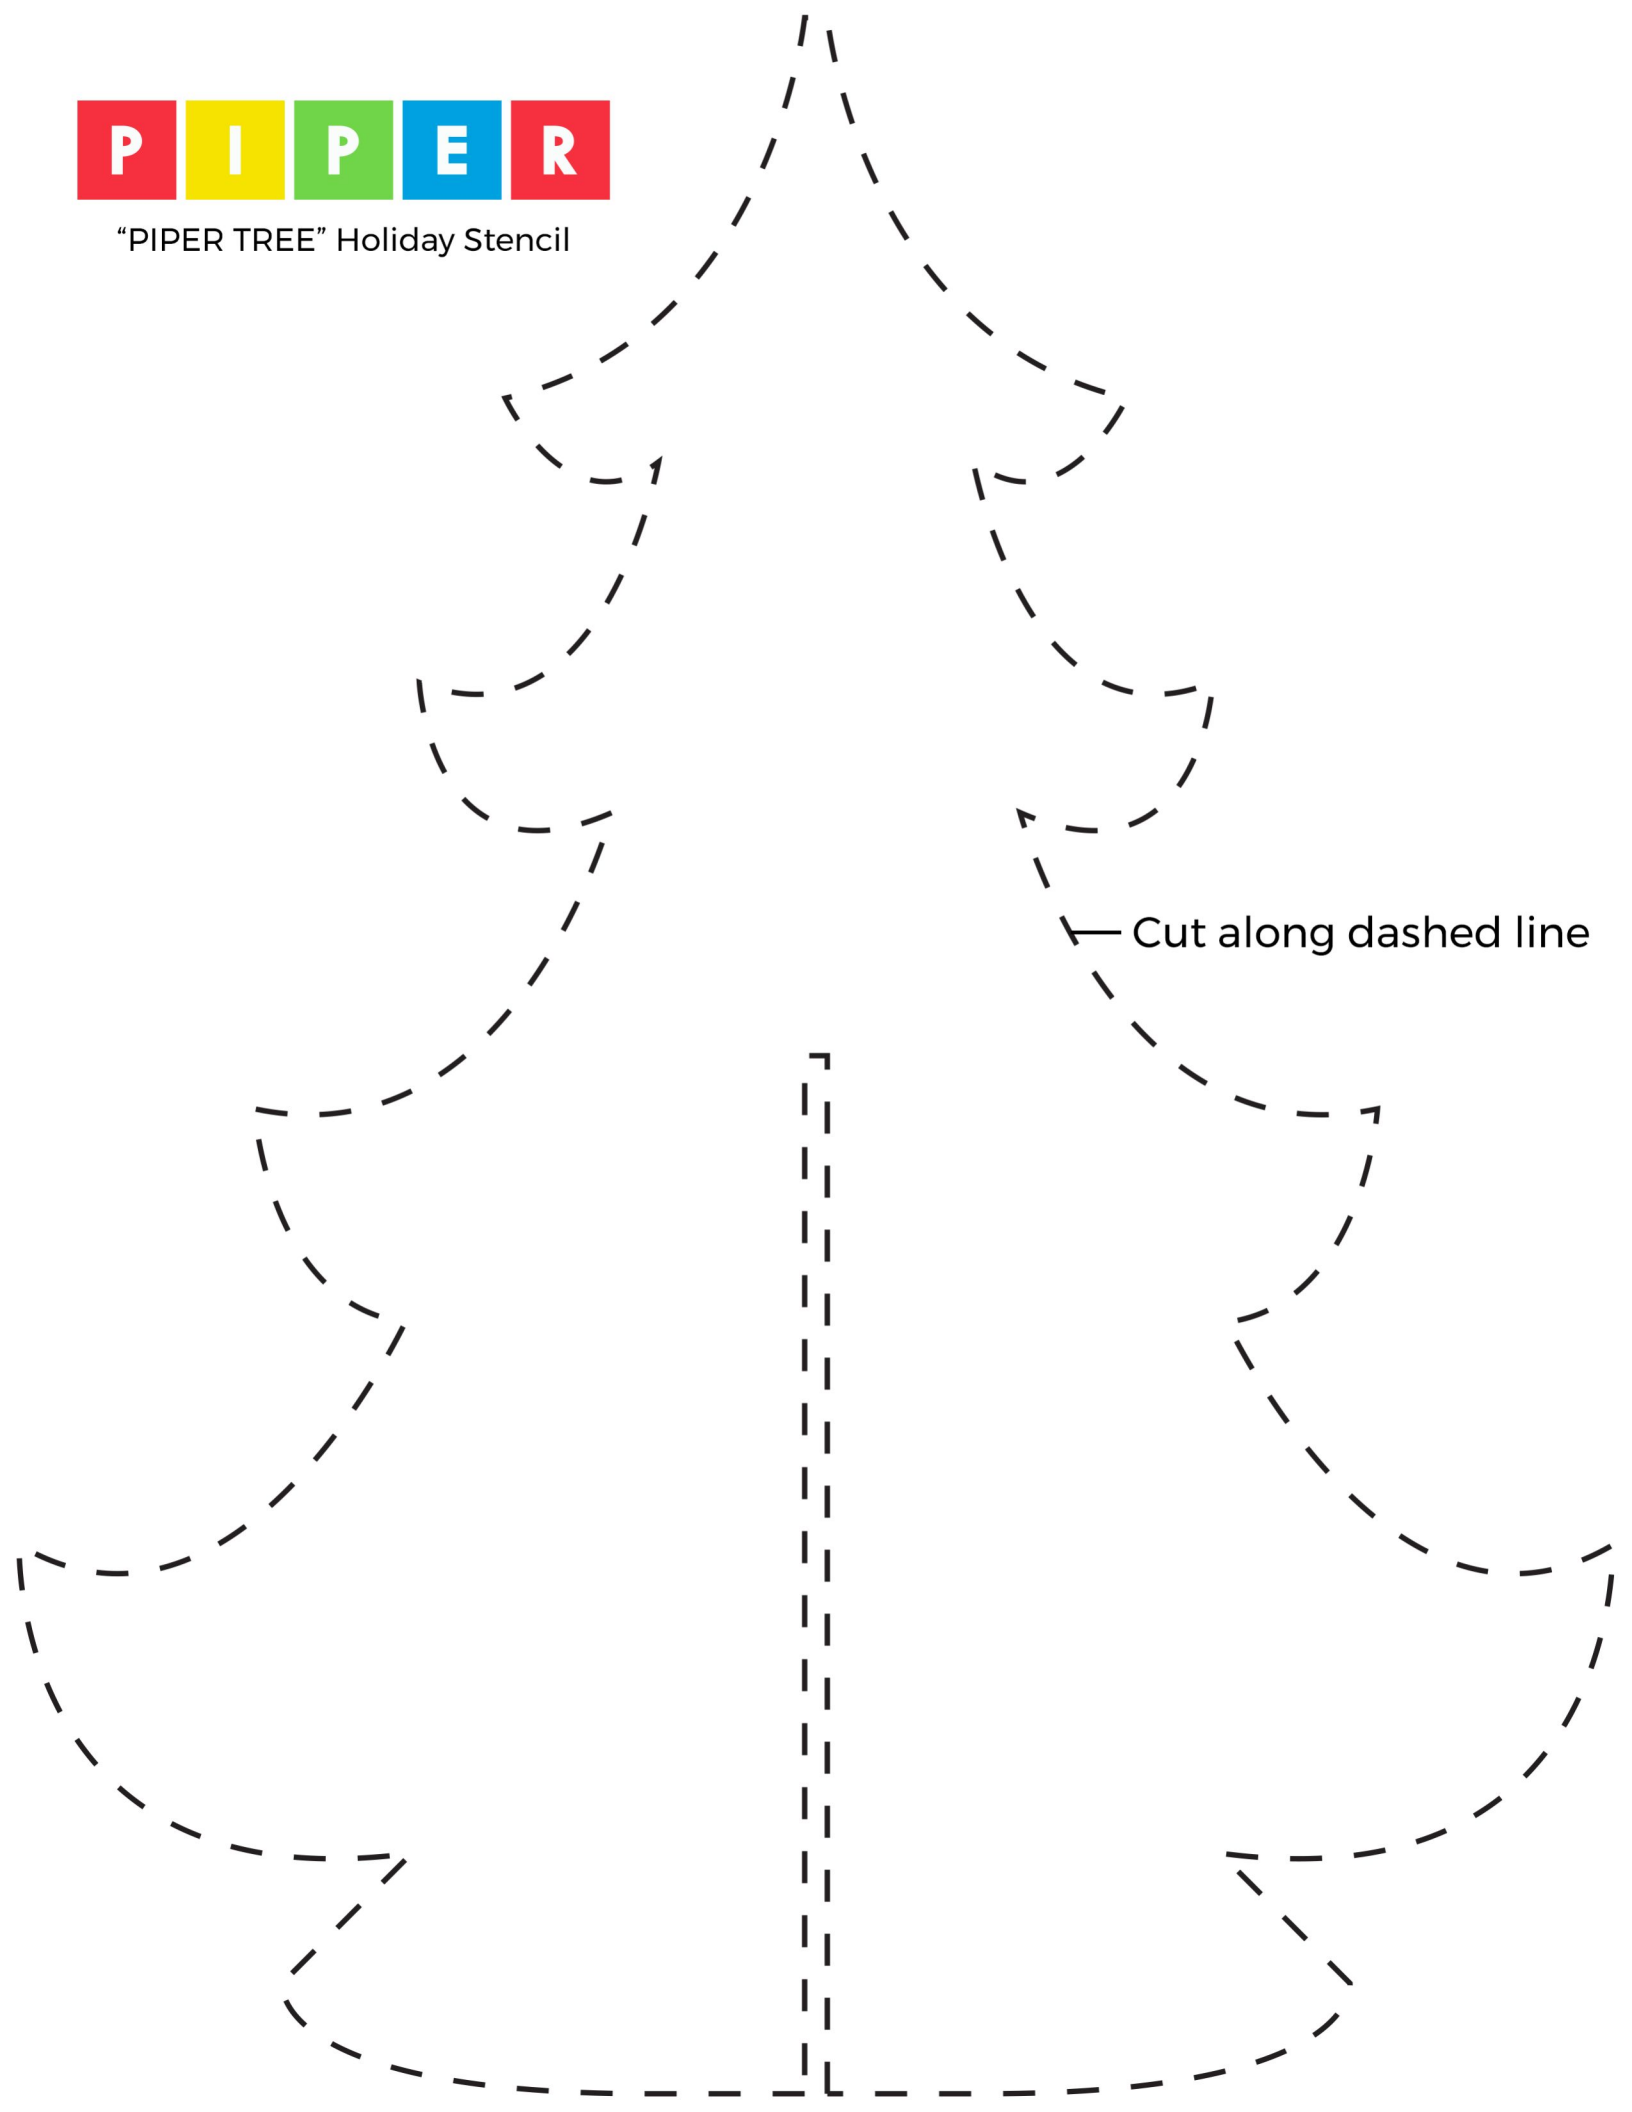 PIPER
“PIPER TREE” Holiday Stencil
Cut along dashed line